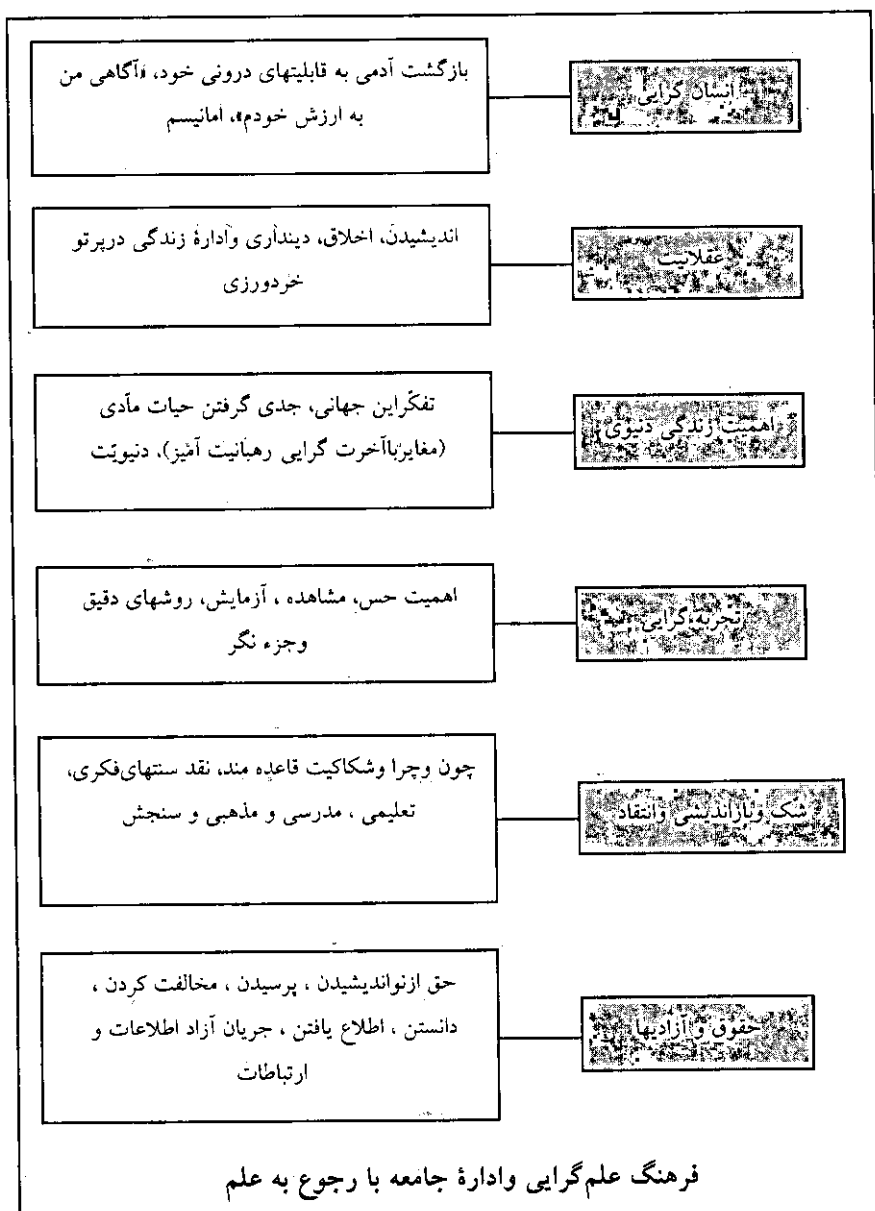 انسان گرایی
بازگشت آدمی به قابلیتهای درونی خود، «آگاهی من
به ارزش خودم»، امانیسم
عقلانیت
اندیشیدن، اخلاق، دینداری وادارهٔ زندگی درپرتو
خردورزی
اهمیت زندگی دنیوی
تفکّراین جهانی، جدی گرفتن حیات مادّی
(مغایرباآخرت گرایی رهبانیت آمیز)، دنیویّت
تجربه گرایی
اهمیت حس، مشاهده ، آزمایش، روشهای دقیق
وجزء نگر
شک وبازاندیشی وانتقاد
چون وچرا وشکاکیت قاعده مند، نقد سنتهای‌فکری،
تعلیمی ، مدرسی و مذهبی و سنجش
حقوق و آزادیها
حق ازنواندیشیدن ، پرسیدن ، مخالفت کردن ،
دانستن ، اطلاع یافتن ، جریان آزاد اطلاعات و
ارتباطات
فرهنگ علم‌گرایی وادارهٔ جامعه با رجوع به علم